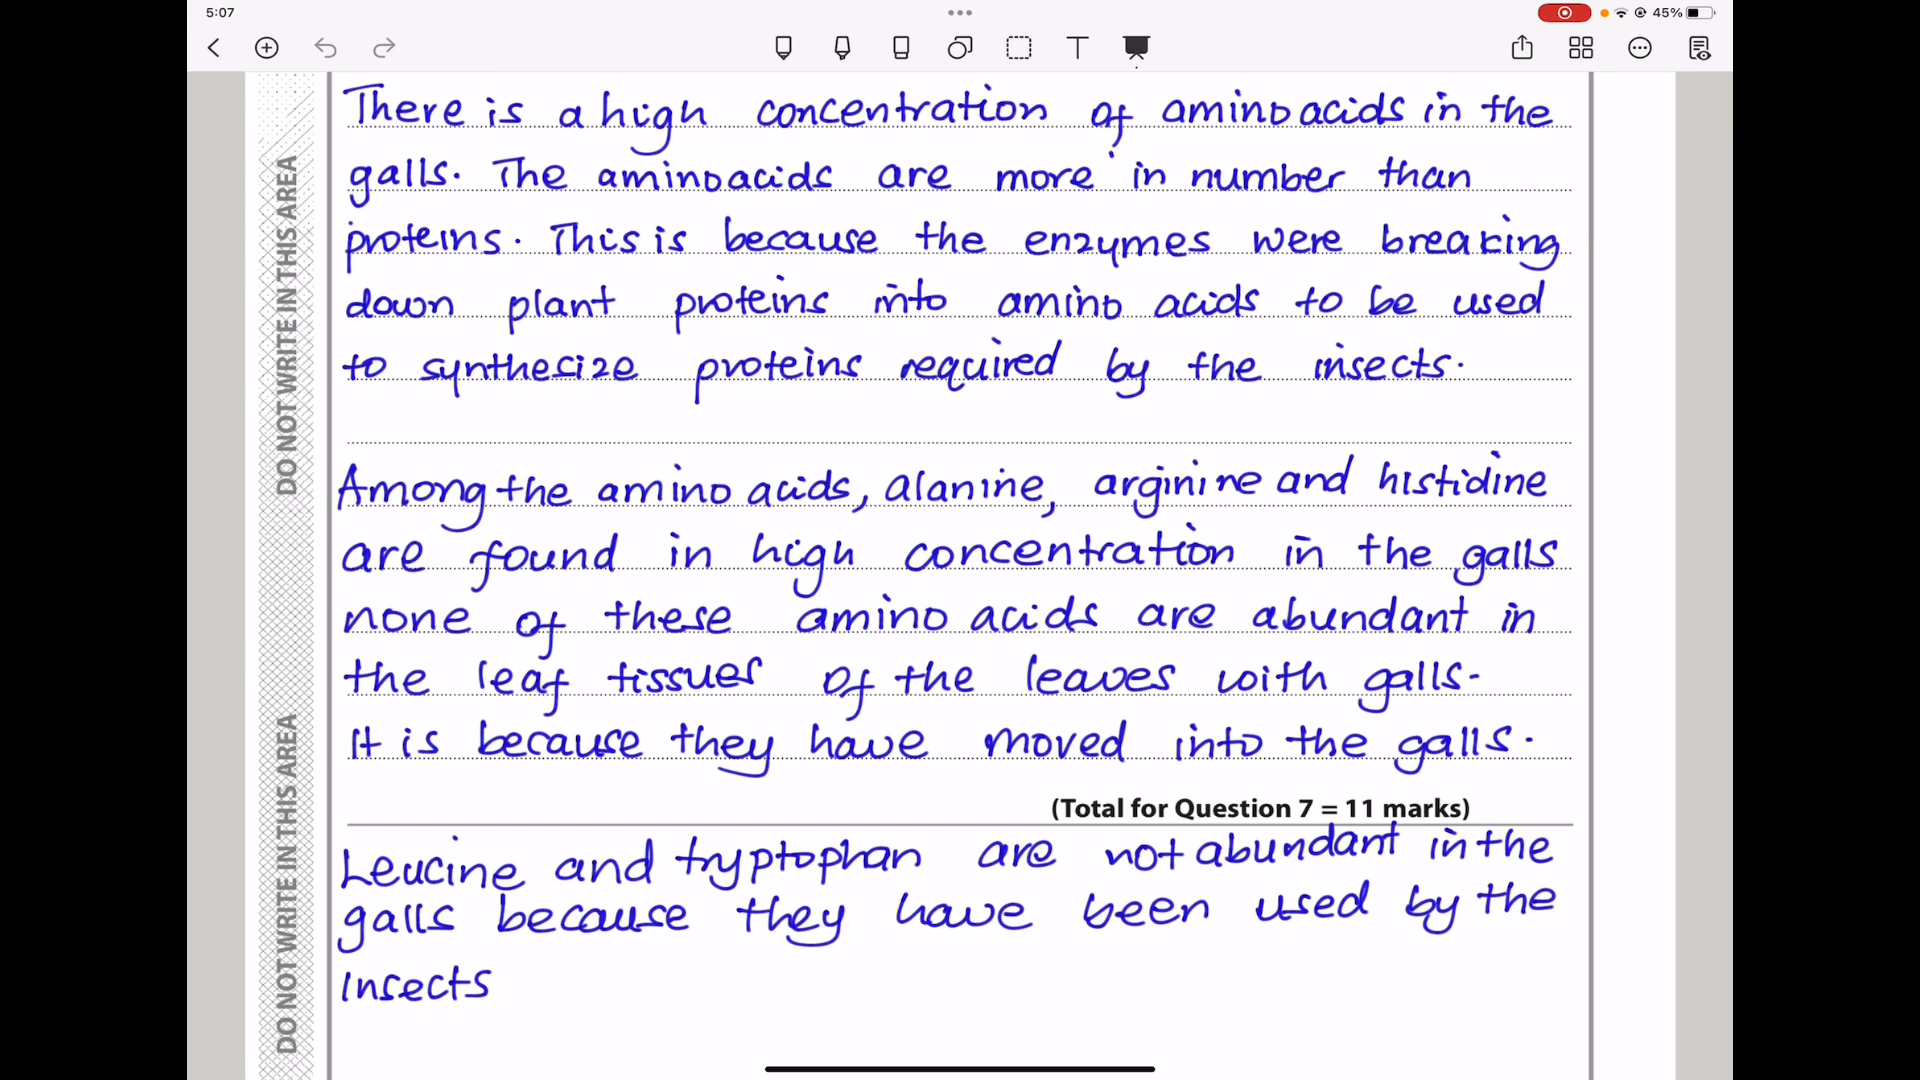 5:07
45%
There is a high concentration of amino acids in the
galls. The amino acids are more in number than
proteins. This is because the enzymes were breaking
down plant proteins into amino acids to be used
to synthesize proteins required by the insects.
Among the amino acids, alanine, arginine and histidine
are found in high concentration in the galls
none of these amino acids are abundant in
the leaf tissues of the leaves with galls.
It is because they have moved into the galls.
(Total for Question 7 = 11 marks)
Leucine and tryptophan are not abundant in the
galls because they have been used by the
insects
DO NOT WRITE IN THIS AREA
DO NOT WRITE IN THIS AREA